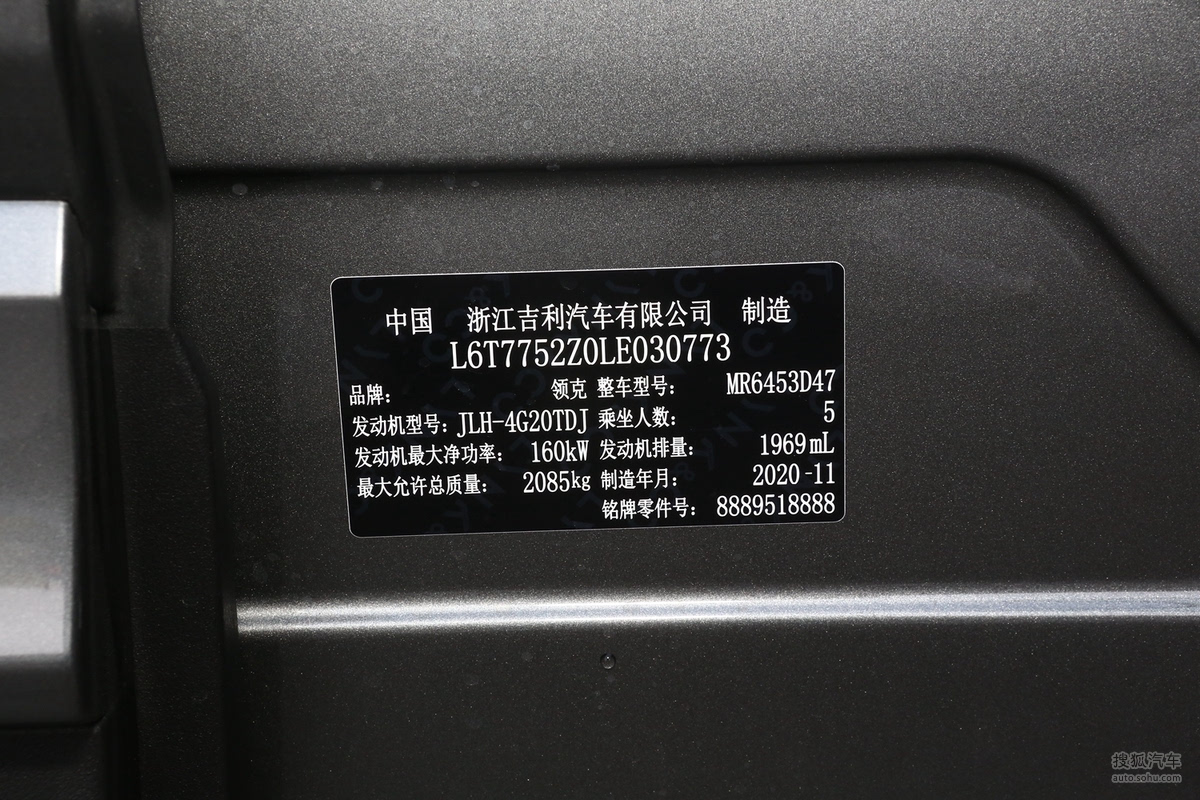 中国 浙江吉利汽车有限公司 制造
L6T7752Z0LE030773
品牌: 领克 整车型号: MR6453D47
发动机型号: JLH-4G20TDJ 乘坐人数: 5
发动机最大净功率: 160kW 发动机排量: 1969mL
最大允许总质量: 2085kg 制造年月: 2020-11
铭牌零件号: 8889518888
搜狐汽车
auto.sohu.com